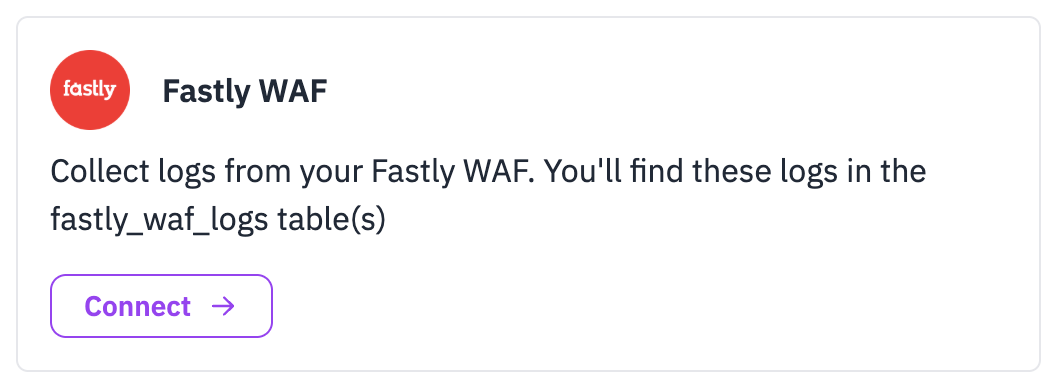 fastly
Fastly WAF
Collect logs from your Fastly WAF. You'll find these logs in the
fastly_waf_logs table(s)
Connect →